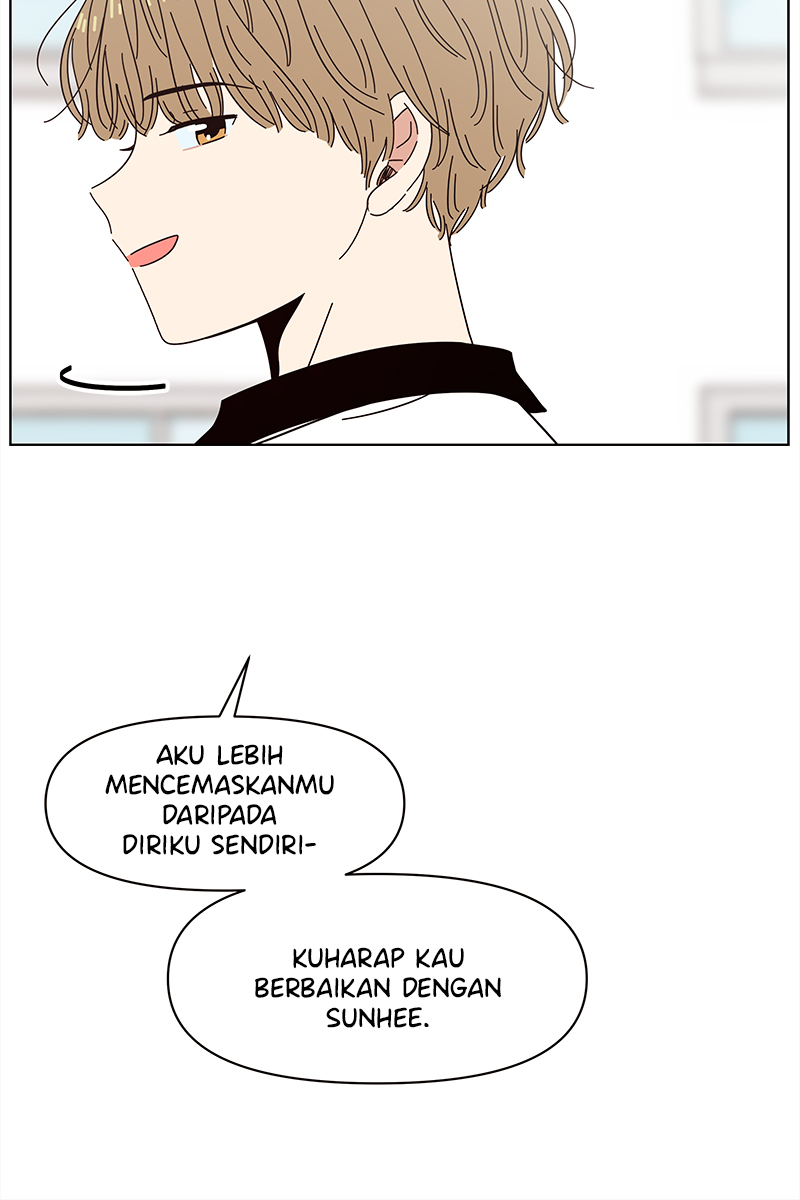 AKU LEBIH
MENCEMASKANMU
DARIPADA
DIRIKU SENDIRI-
KUHARAP KAU
BERBAIKAN DENGAN
SUNHEE.